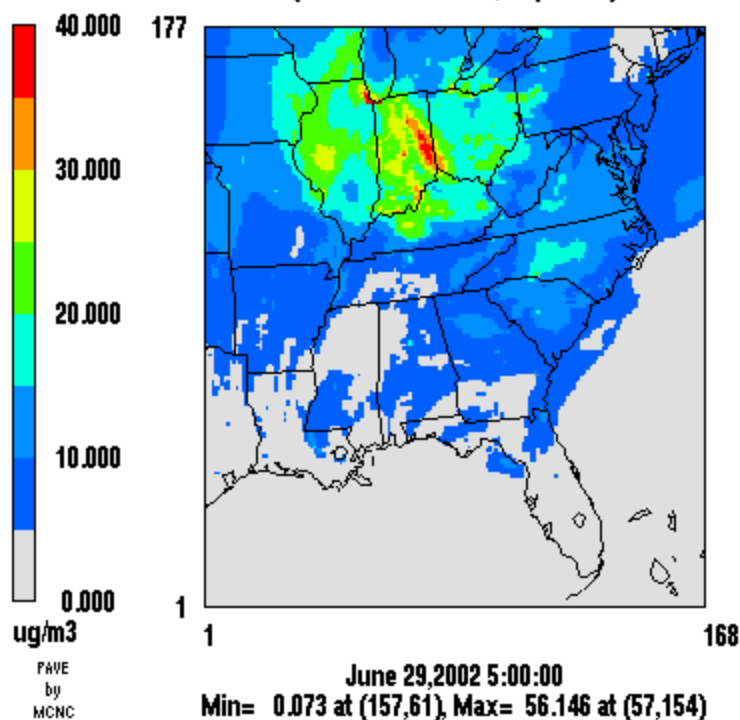 40.000
177
30.000
20.000
10.000
0.000
1
ug/m3
1
168
PAVE
by
MCNC
June 29,2002 5:00:00
Min= 0.073 at (157,61), Max= 56.146 at (57,154)